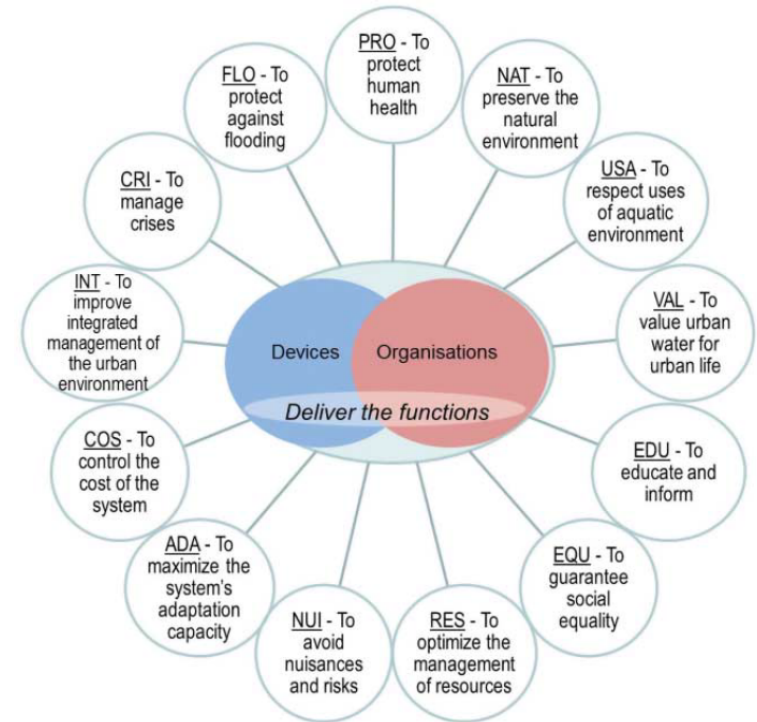 PRO - To
protect
human
health
NAT - To
preserve the
natural
environment
USA - To
respect uses
of aquatic
environment
VAL - To
value urban
water for
urban life
EDU - To
educate and
inform
EQU - To
guarantee
social
equality
RES - To
optimize the
management
of resources
NUI - To
avoid
nuisances
and risks
ADA - To
maximize the
system's
adaptation
capacity
COS - To
control the
cost of the
system
INT - To
improve
integrated
management of
the urban
environment
CRI - To
manage
crises
FLO - To
protect
against
flooding
Devices
Organisations
Deliver the functions